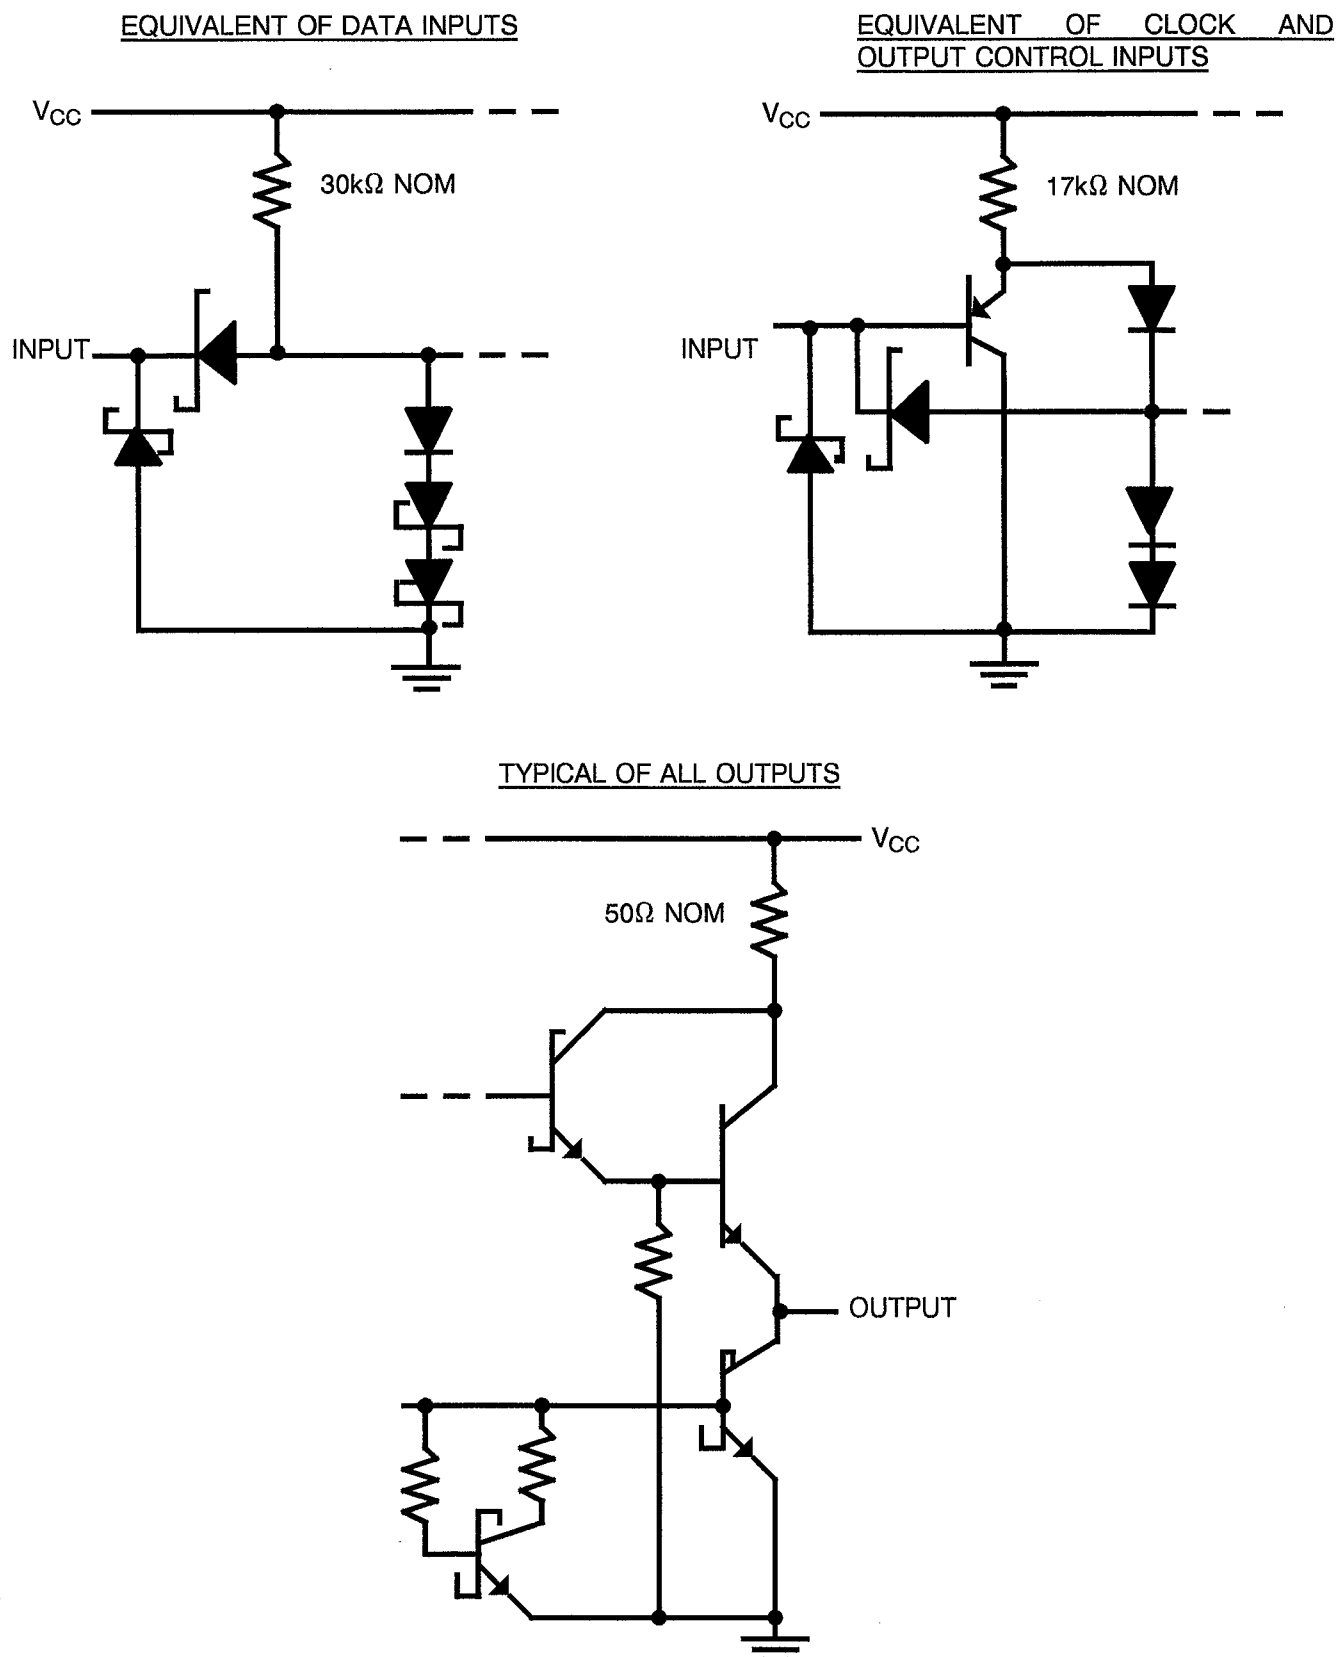 EQUIVALENT OF DATA INPUTS
EQUIVALENT OF CLOCK AND
OUTPUT CONTROL INPUTS
VCC
30kΩ NOM
INPUT
VCC
17kΩ NOM
INPUT
TYPICAL OF ALL OUTPUTS
VCC
50Ω NOM
OUTPUT